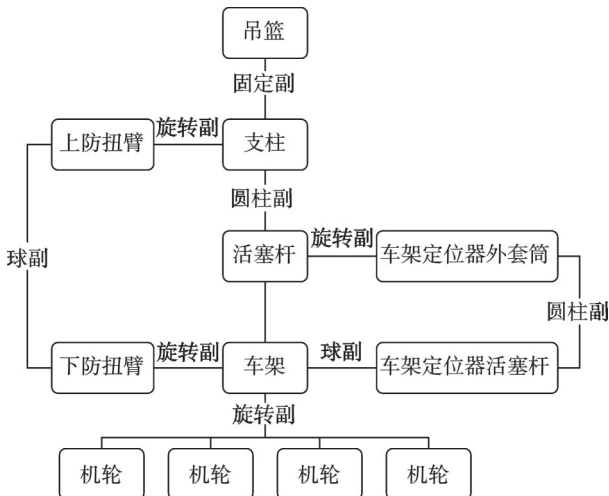 吊篮
固定副
上防扭臂
旋转副
支柱
圆柱副
球副
活塞杆
旋转副
车架定位器外套筒
圆柱副
下防扭臂
旋转副
车架
球副
车架定位器活塞杆
旋转副
机轮
机轮
机轮
机轮